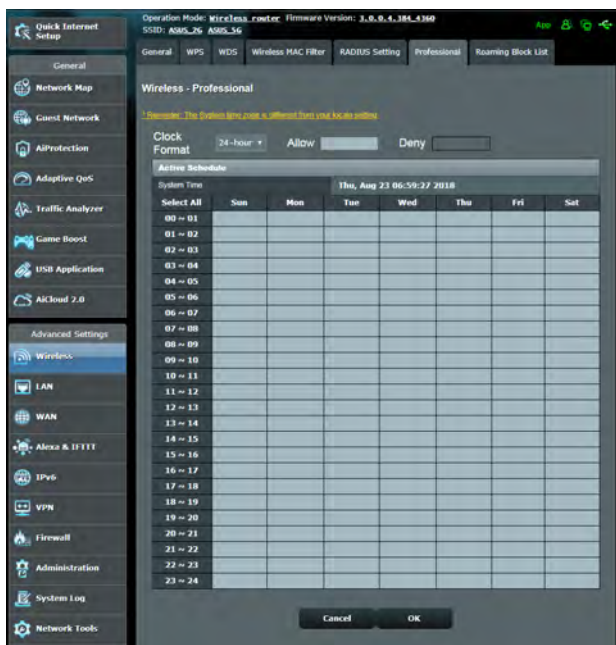 Quick Internet
Setup
General
Network Map
Guest Network
AiProtection
Adaptive QoS
Traffic Analyzer
Game Boost
USB Application
AiCloud 2.0
Advanced Settings
Wireless
LAN
WAN
Alexa & IFTTT
IPv6
VPN
Firewall
Administration
System Log
Network Tools
Operation Mode: Wireless router Firmware Version: 3.0.0.4.384_4360
SSID: ASUS_2G ASUS_5G
App
General WPS WDS Wireless MAC Filter RADIUS Setting Professional Roaming Block List
Wireless - Professional
* Reminder: The System time zone is different from your locale setting.
Clock
Format 24-hour Allow Deny
Active Schedule
System Time Thu, Aug 23 06:59:27 2018
Select All Sun Mon Tue Wed Thu Fri Sat
00 ~ 01
01 ~ 02
02 ~ 03
03 ~ 04
04 ~ 05
05 ~ 06
06 ~ 07
07 ~ 08
08 ~ 09
09 ~ 10
10 ~ 11
11 ~ 12
12 ~ 13
13 ~ 14
14 ~ 15
15 ~ 16
16 ~ 17
17 ~ 18
18 ~ 19
19 ~ 20
20 ~ 21
21 ~ 22
22 ~ 23
23 ~ 24
Cancel OK